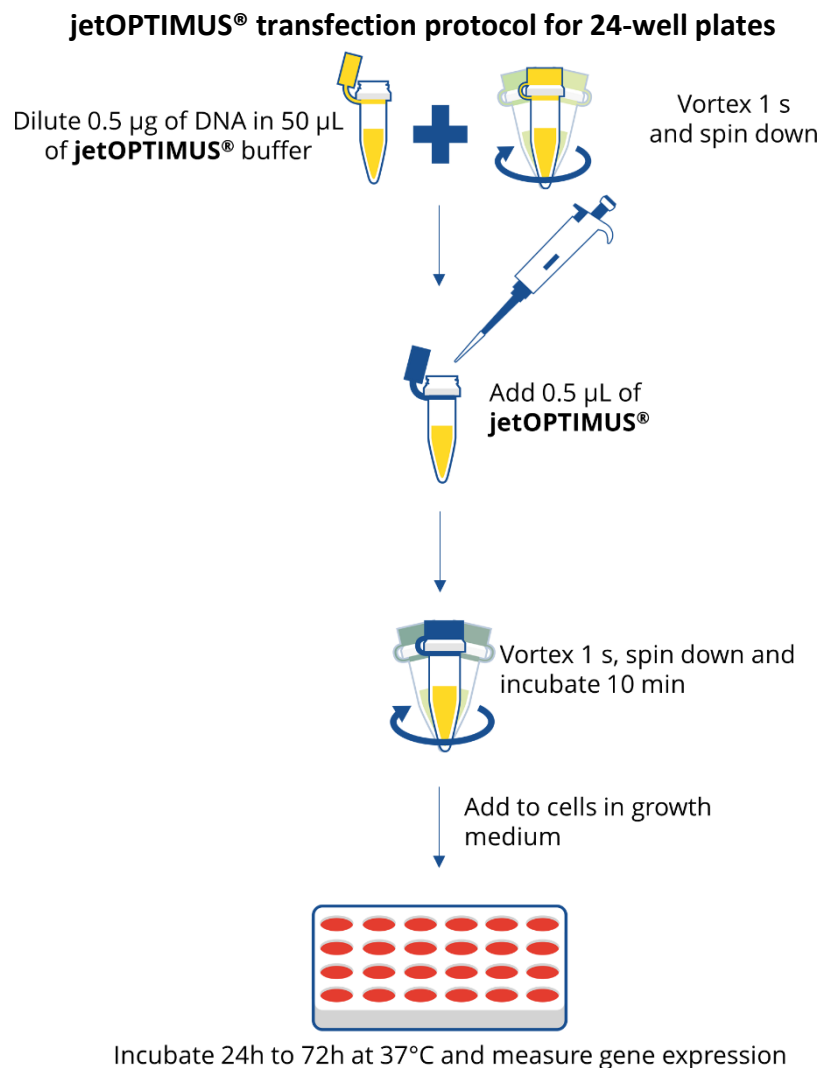 jetOPTIMUS® transfection protocol for 24-well plates
Dilute 0.5 µg of DNA in 50 µL
of jetOPTIMUS® buffer
Vortex 1 s
and spin down
Add 0.5 µL of
jetOPTIMUS®
Vortex 1 s, spin down and
incubate 10 min
Add to cells in growth
medium
Incubate 24h to 72h at 37°C and measure gene expression